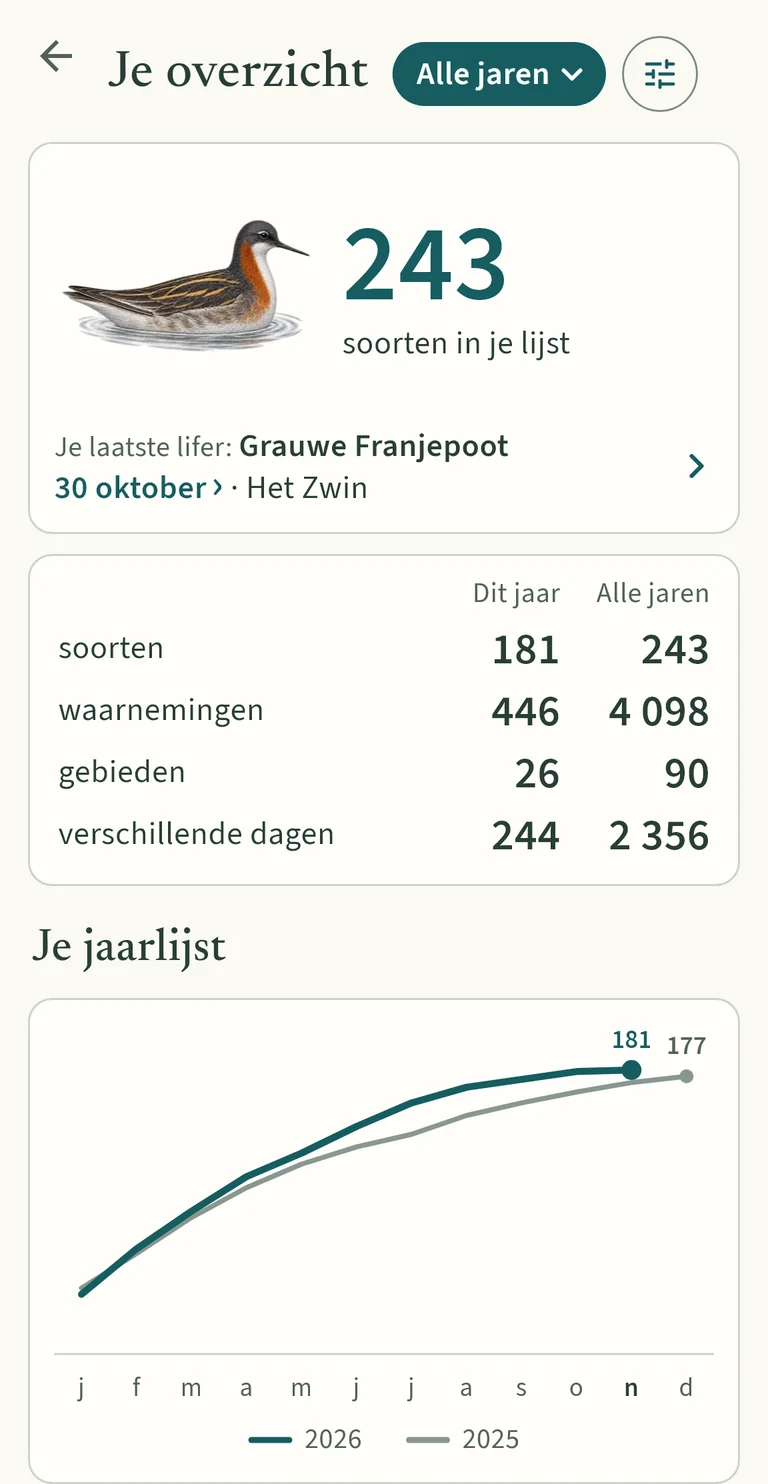 Je overzicht Alle jaren
243
soorten in je lijst
Je laatste lifer: Grauwe Franjepoot
30 oktober › · Het Zwin
Dit jaar Alle jaren
soorten 181 243
waarnemingen 446 4 098
gebieden 26 90
verschillende dagen 244 2 356
Je jaarlijst
181 177
j f m a m j j a s o n d
2026 2025